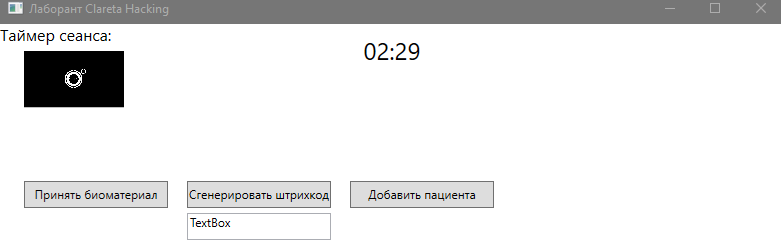 Лаборант Clareta Hacking
Таймер сеанса:
02:29
Принять биоматериал
Сгенерировать штрихкод
Добавить пациента
TextBox